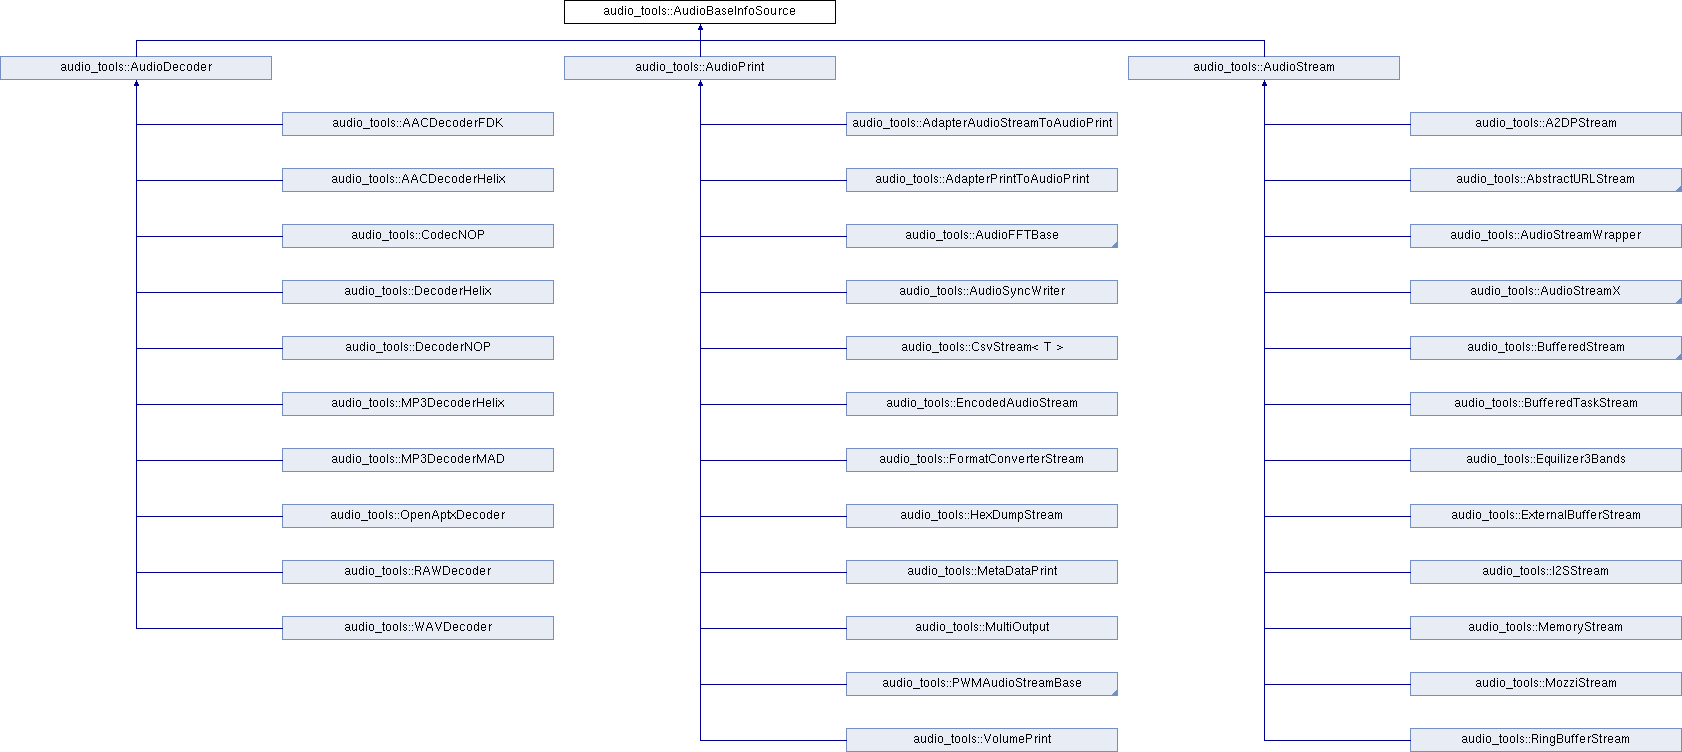 audio_tools::AudioBaseInfoSource
audio_tools::AudioDecoder
audio_tools::AudioPrint
audio_tools::AudioStream
audio_tools::AACDecoderFDK
audio_tools::AdapterAudioStreamToAudioPrint
audio_tools::A2DPStream
audio_tools::AACDecoderHelix
audio_tools::AdapterPrintToAudioPrint
audio_tools::AbstractURLStream
audio_tools::CodecNOP
audio_tools::AudioFFTBase
audio_tools::AudioStreamWrapper
audio_tools::DecoderHelix
audio_tools::AudioSyncWriter
audio_tools::AudioStreamX
audio_tools::DecoderNOP
audio_tools::CsvStream< T >
audio_tools::BufferedStream
audio_tools::MP3DecoderHelix
audio_tools::EncodedAudioStream
audio_tools::BufferedTaskStream
audio_tools::MP3DecoderMAD
audio_tools::FormatConverterStream
audio_tools::Equilizer3Bands
audio_tools::OpenAptxDecoder
audio_tools::HexDumpStream
audio_tools::ExternalBufferStream
audio_tools::RAWDecoder
audio_tools::MetaDataPrint
audio_tools::I2SStream
audio_tools::WAVDecoder
audio_tools::MultiOutput
audio_tools::MemoryStream
audio_tools::PWMAudioStreamBase
audio_tools::MozziStream
audio_tools::VolumePrint
audio_tools::RingBufferStream